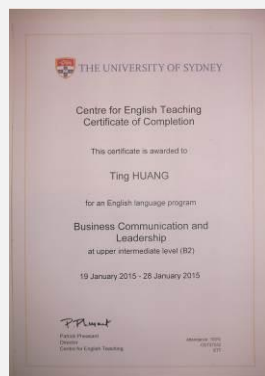 THE UNIVERSITY OF SYDNEY
Centre for English Teaching
Certificate of Completion
This certificate is awarded to
Ting HUANG
for an English language program
Business Communication and
Leadership
at upper intermediate level (B2)
19 January 2015 - 28 January 2015
Director
Centre for English Teaching